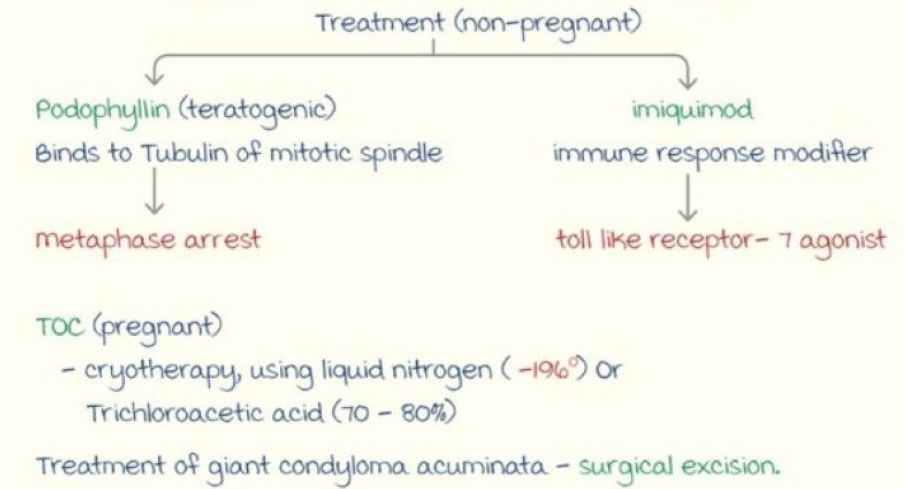 Treatment (non-pregnant)
Podophyllin (teratogenic)
Binds to Tubulin of mitotic spindle
metaphase arrest
imiquimod
immune response modifier
toll like receptor- 7 agonist
TOC (pregnant)
- cryotherapy, using liquid nitrogen (-196°) Or
Trichloroacetic acid (70 - 80%)
Treatment of giant condyloma acuminata - surgical excision.